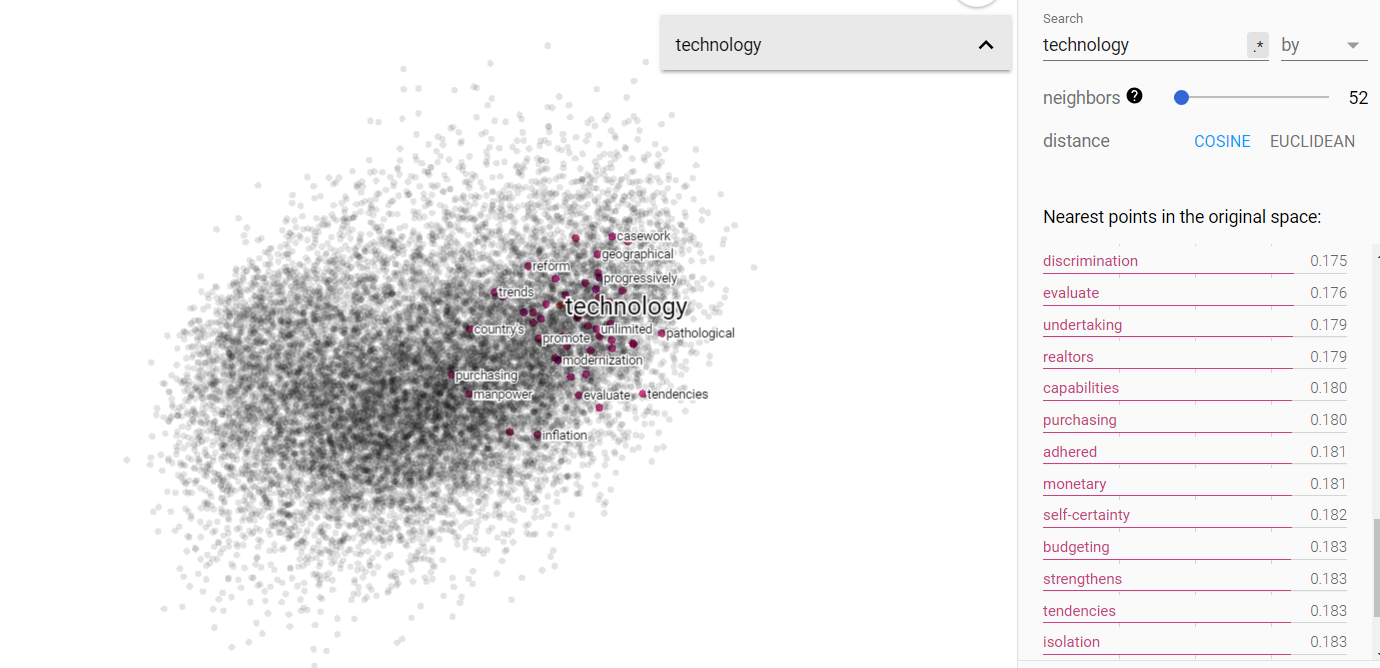 technology
casework
geographical
reform
progressively
trends
technology
country's
unlimited
promote
pathological
modernization
purchasing
manpower
evaluate
tendencies
inflation
Search
technology .* by
neighbors ? 52
distance COSINE EUCLIDEAN
Nearest points in the original space:
discrimination 0.175
evaluate 0.176
undertaking 0.179
realtors 0.179
capabilities 0.180
purchasing 0.180
adhered 0.181
monetary 0.181
self-certainty 0.182
budgeting 0.183
strengthens 0.183
tendencies 0.183
isolation 0.183